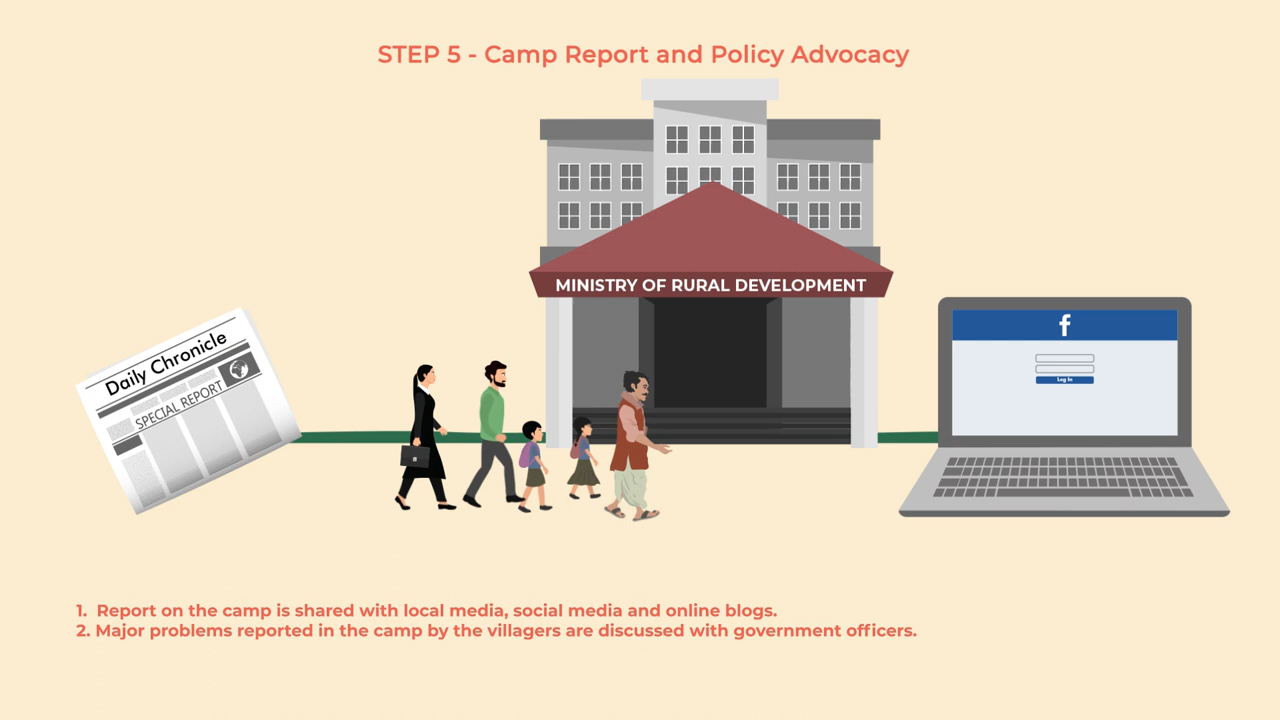 STEP 5 - Camp Report and Policy Advocacy
MINISTRY OF RURAL DEVELOPMENT
Daily Chronicle
SPECIAL REPORT
f
Log In
1. Report on the camp is shared with local media, social media and online blogs.
2. Major problems reported in the camp by the villagers are discussed with government officers.